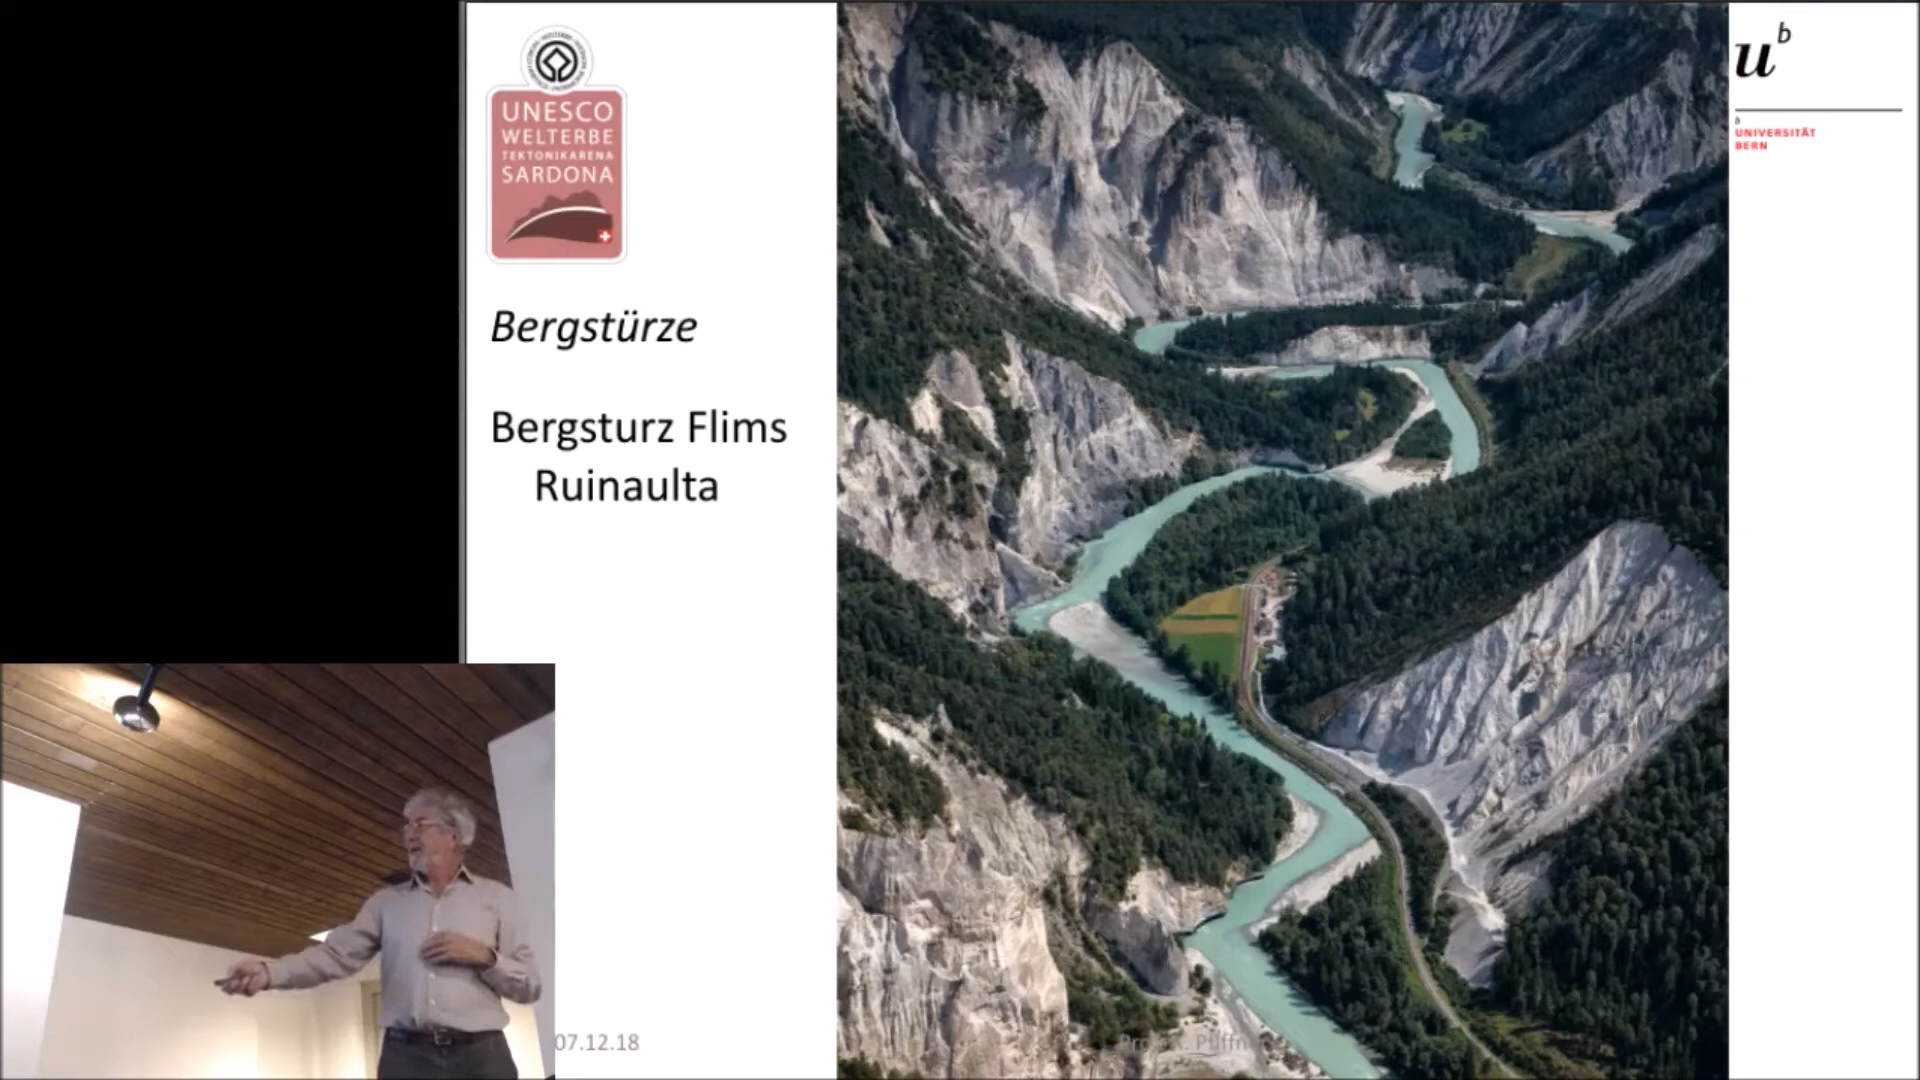 UNESCO
WELTERBE
TEKTONIKARENA
SARDONA
Bergstürze
Bergsturz Flims
Ruinaulta
07.12.18
u
b
b
UNIVERSITÄT
BERN